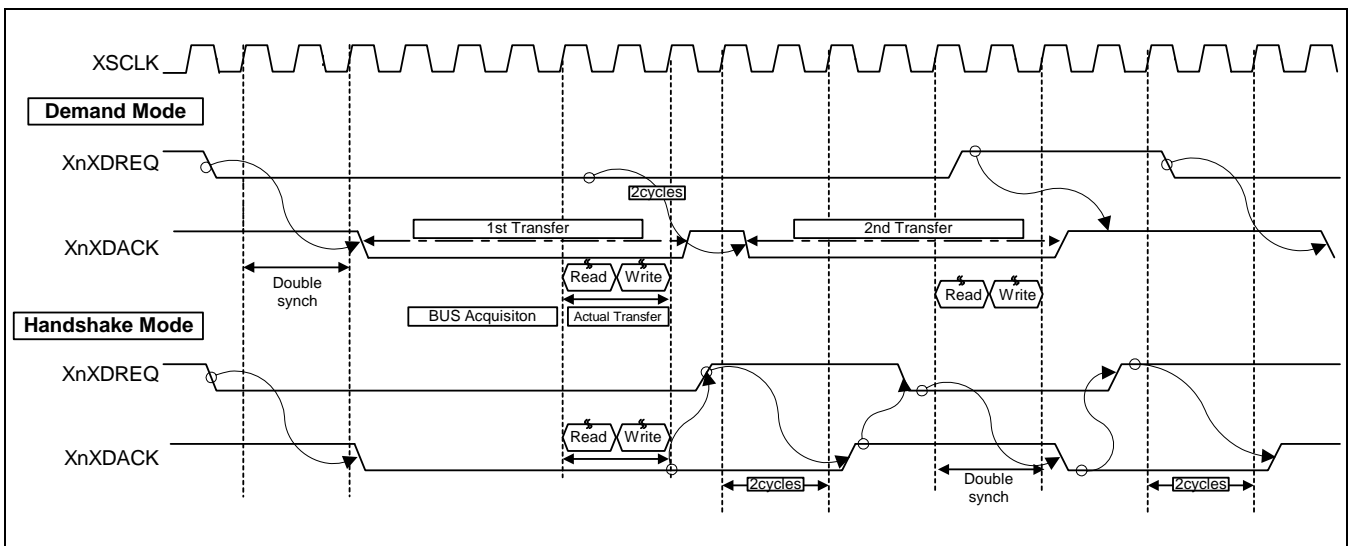 XSCLK
Demand Mode
XnXDREQ
2cycles
1st Transfer
2nd Transfer
XnXDACK
Read
Write
Double
synch
Read
Write
BUS Acquisiton
Actual Transfer
Handshake Mode
XnXDREQ
Read
Write
XnXDACK
2cycles
Double
synch
2cycles